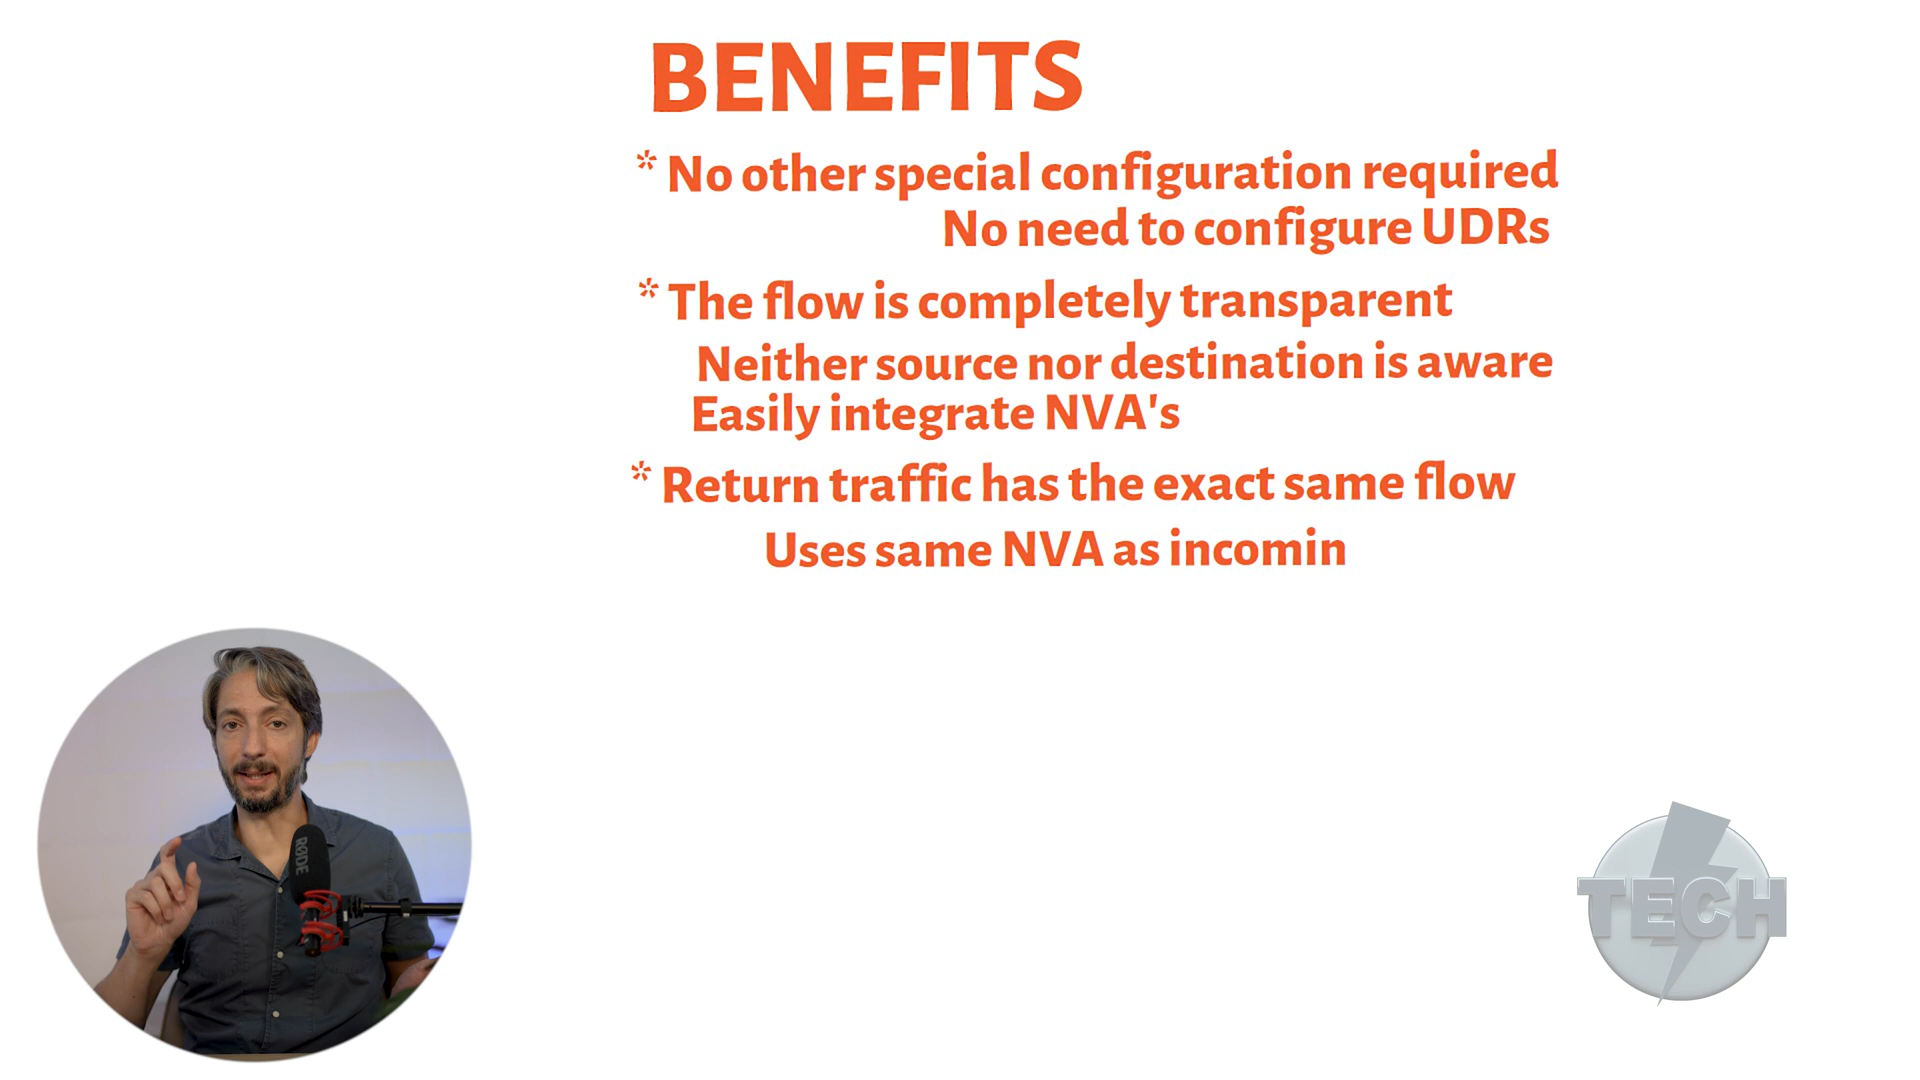 BENEFITS
* No other special configuration required
No need to configure UDRs
* The flow is completely transparent
Neither source nor destination is aware
Easily integrate NVA's
* Return traffic has the exact same flow
Uses same NVA as incomin
RØDE
TECH